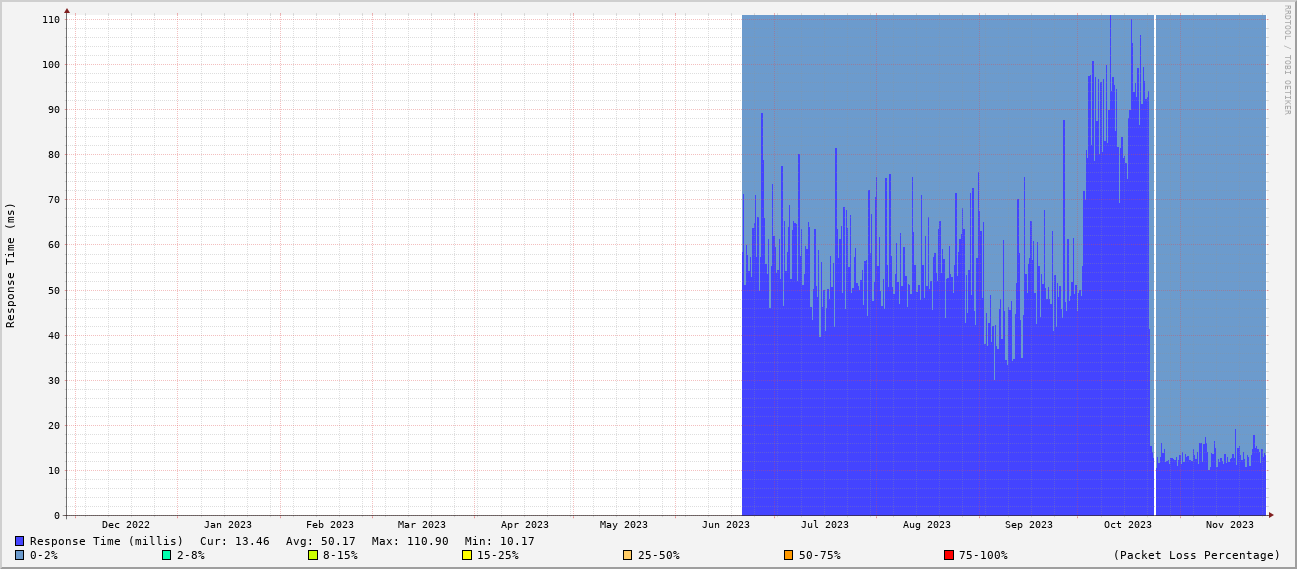 RRDTOOL / TOBI OETIKER
Response Time (ms)
110
100
90
80
70
60
50
40
30
20
10
0
Dec 2022 Jan 2023 Feb 2023 Mar 2023 Apr 2023 May 2023 Jun 2023 Jul 2023 Aug 2023 Sep 2023 Oct 2023 Nov 2023
Response Time (millis) Cur: 13.46 Avg: 50.17 Max: 110.90 Min: 10.17
0-2% 2-8% 8-15% 15-25% 25-50% 50-75% 75-100% (Packet Loss Percentage)